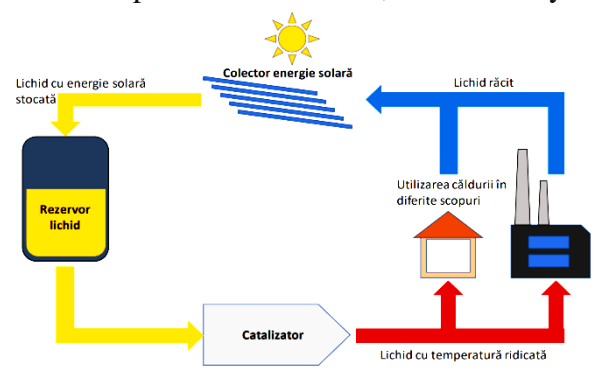 Colector energie solară
Lichid cu energie solară
stocată
Lichid răcit
Utilizarea căldurii în
diferite scopuri
Rezervor
lichid
Catalizator
Lichid cu temperatură ridicată